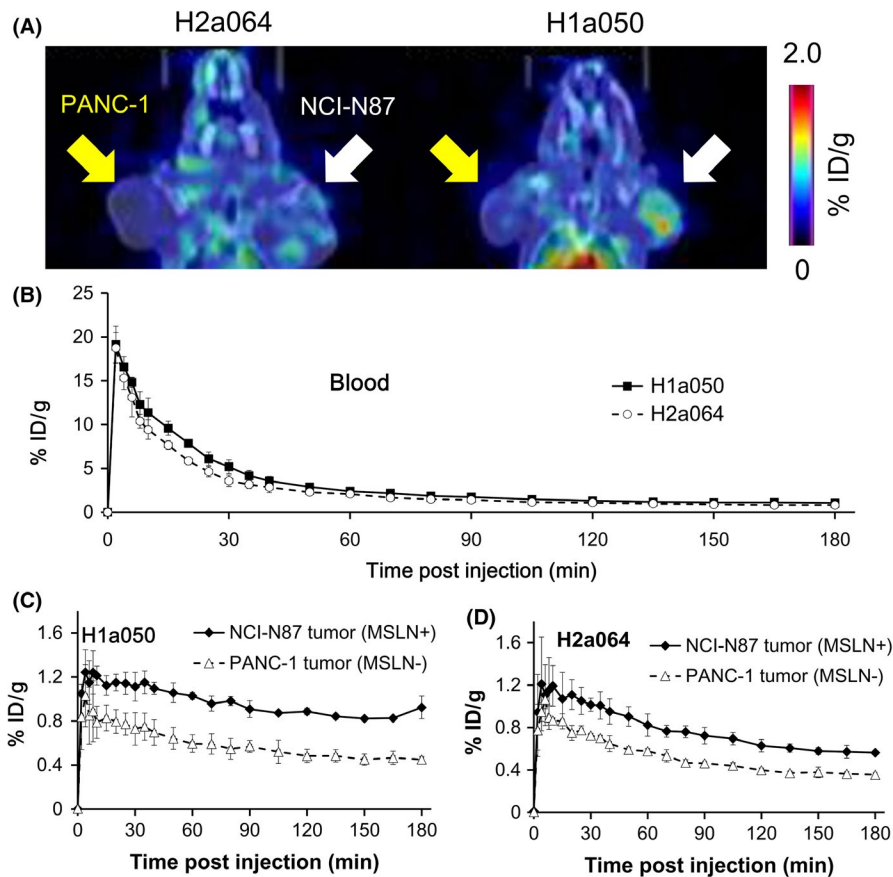 (A)
H2a064
H1a050
2.0
PANC-1
NCI-N87
% ID/g
0
(B)
25
20
15
10
5
0
% ID/g
Blood
H1a050
H2a064
0 30 60 90 120 150 180
Time post injection (min)
(C)
H1a050
NCI-N87 tumor (MSLN+)
PANC-1 tumor (MSLN-)
1.6
1.2
0.8
0.4
0
% ID/g
0 30 60 90 120 150 180
Time post injection (min)
(D)
H2a064
NCI-N87 tumor (MSLN+)
PANC-1 tumor (MSLN-)
1.6
1.2
0.8
0.4
0
% ID/g
0 30 60 90 120 150 180
Time post injection (min)